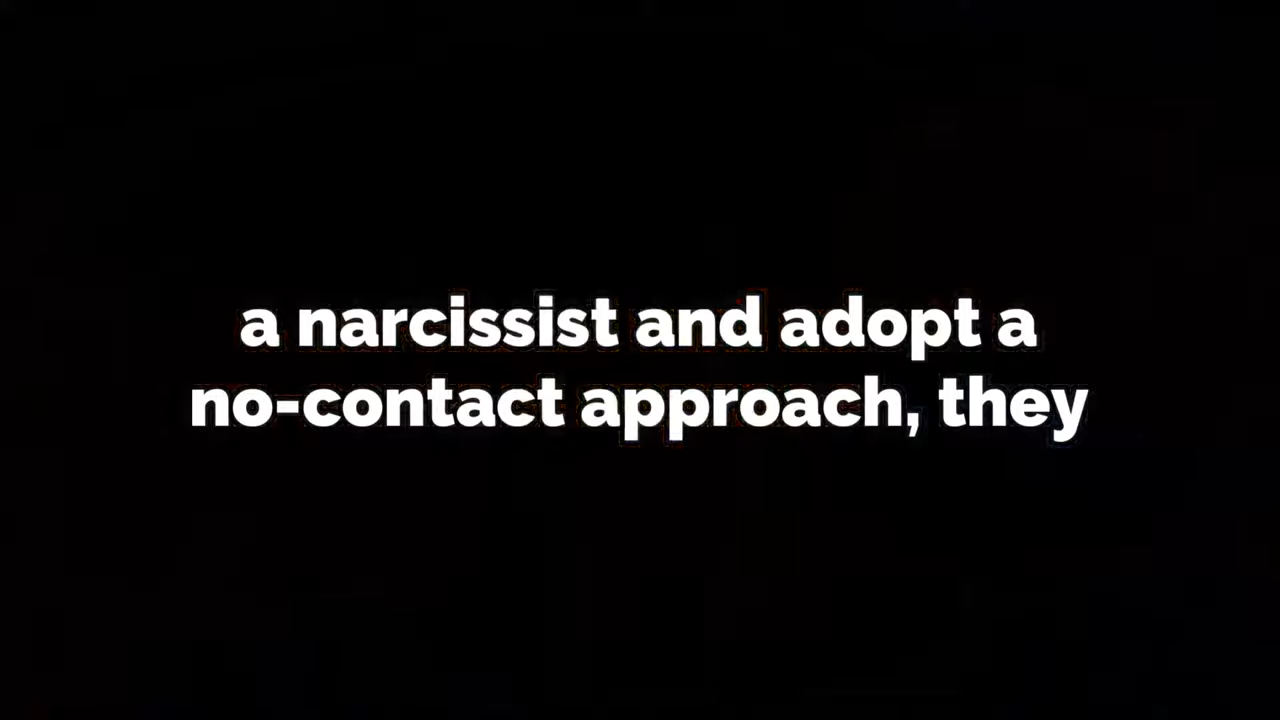 a narcissist and adopt a
no-contact approach, they